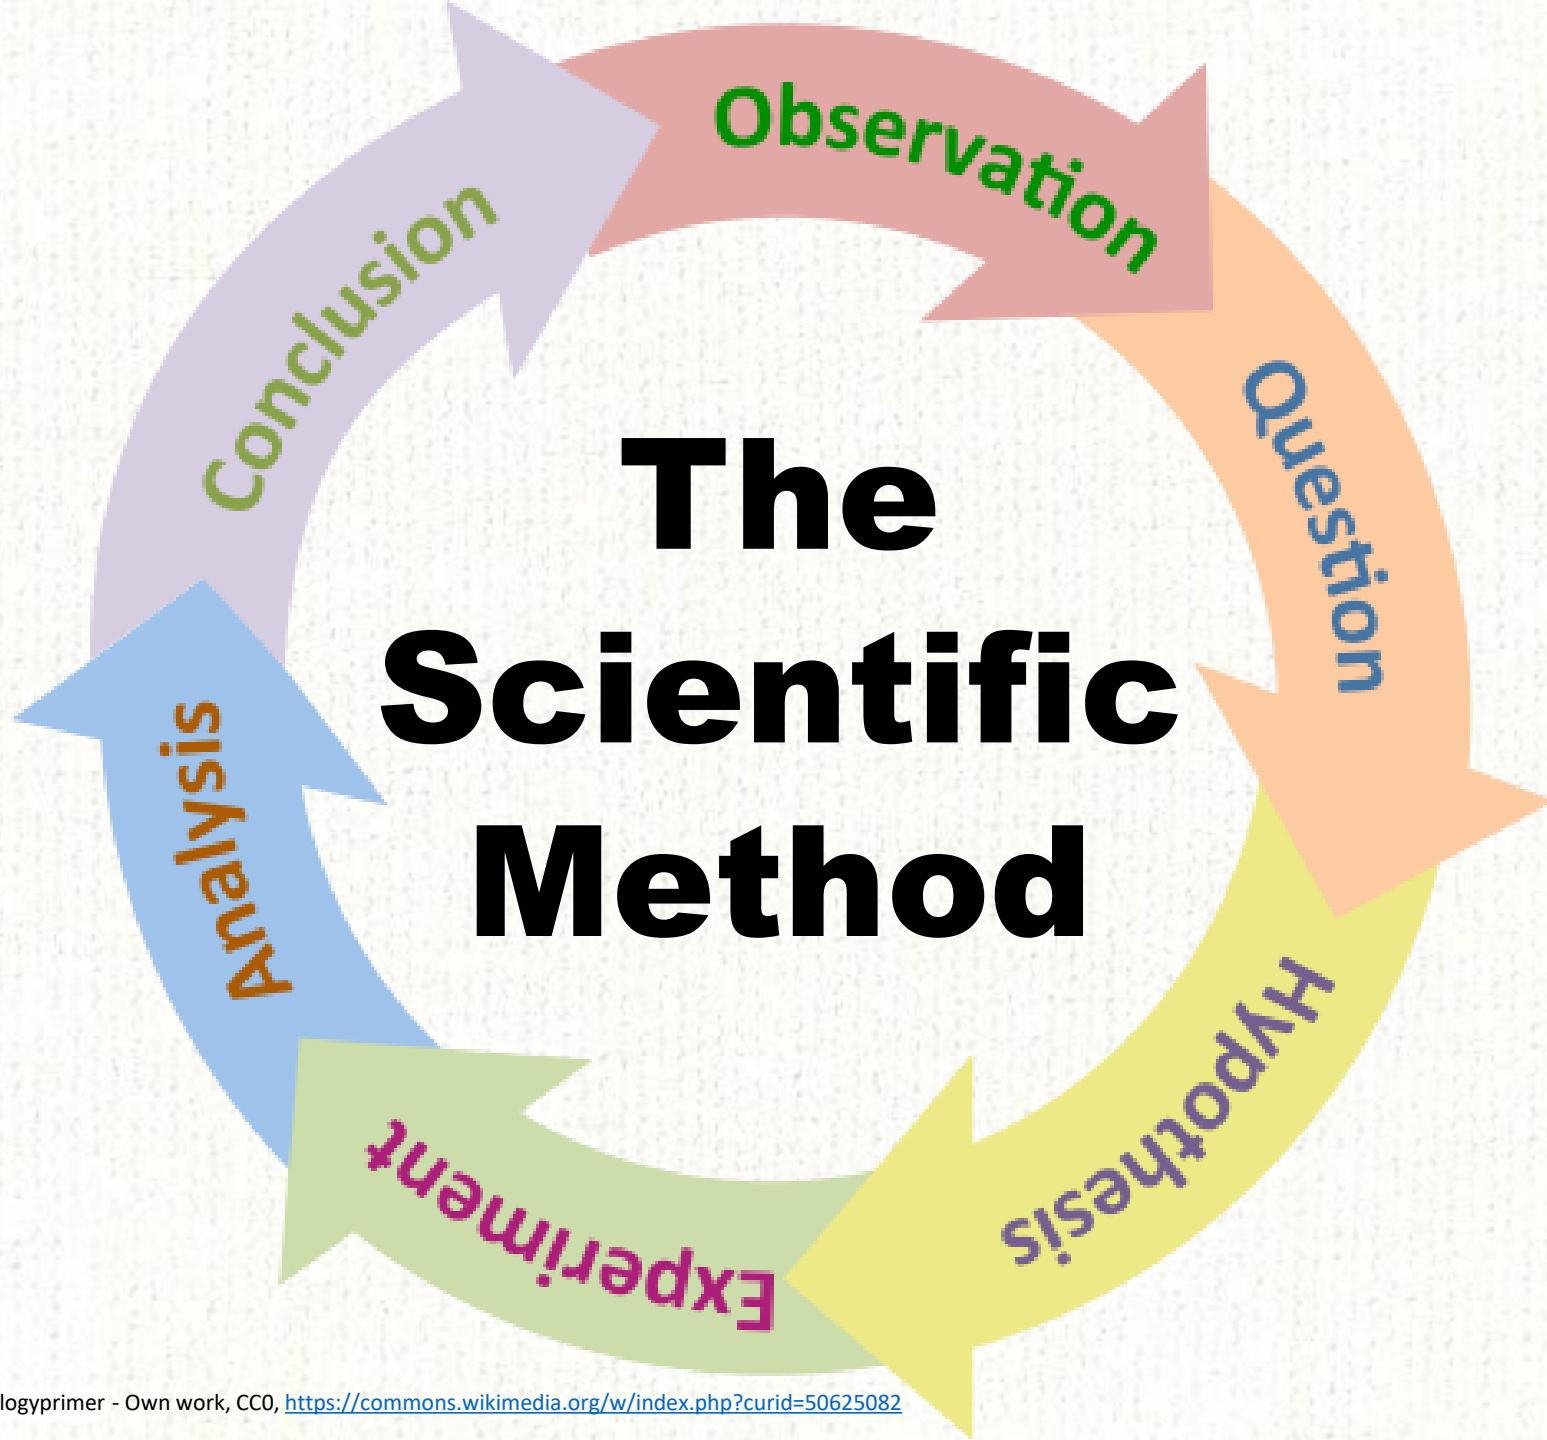 Observation
Question
Hypothesis
Experiment
Analysis
Conclusion
The
Scientific
Method
logyprimer - Own work, CC0, https://commons.wikimedia.org/w/index.php?curid=50625082